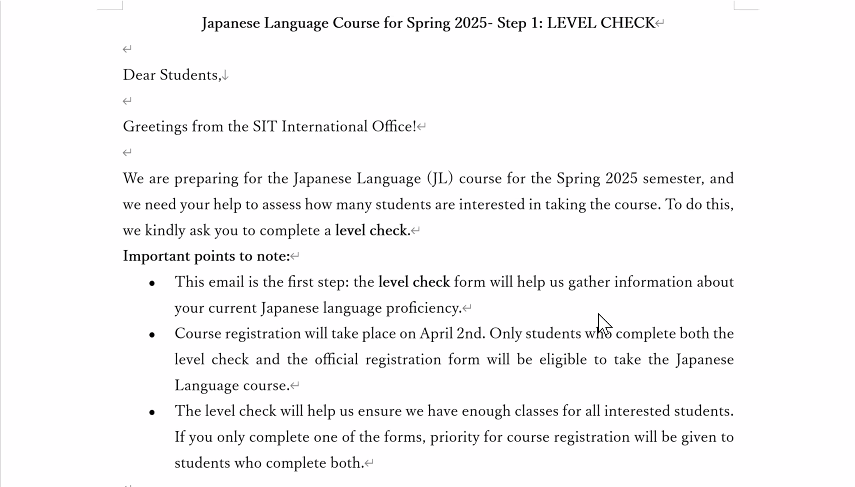 Japanese Language Course for Spring 2025- Step 1: LEVEL CHECK
Dear Students,
Greetings from the SIT International Office!
We are preparing for the Japanese Language (JL) course for the Spring 2025 semester, and
we need your help to assess how many students are interested in taking the course. To do this,
we kindly ask you to complete a level check.
Important points to note:
● This email is the first step: the level check form will help us gather information about
your current Japanese language proficiency.
● Course registration will take place on April 2nd. Only students who complete both the
level check and the official registration form will be eligible to take the Japanese
Language course.
● The level check will help us ensure we have enough classes for all interested students.
If you only complete one of the forms, priority for course registration will be given to
students who complete both.